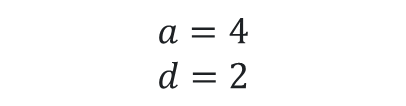 a = 4
d = 2